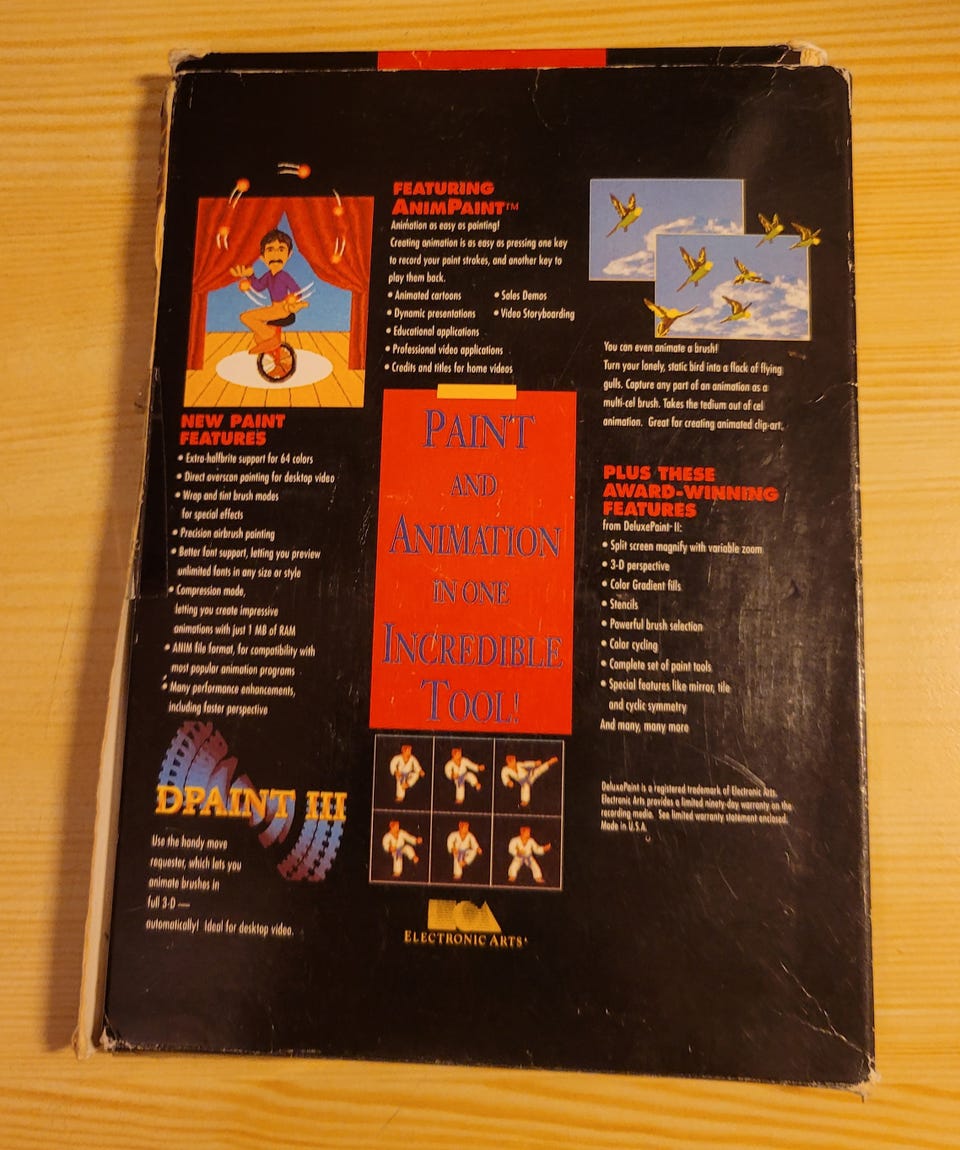 FEATURING
ANIMPAINT™
Animation as easy as painting!
Creating animation is as easy as pressing one key
to record your paint strokes, and another key to
play them back.
• Animated cartoons
• Dynamic presentations
• Educational applications
• Professional video applications
• Credits and titles for home videos
• Sales Demos
• Video Storyboarding
You can even animate a brush!
Turn your lonely, static bird into a flock of flying
gulls. Capture any part of an animation as a
multi-cel brush. Takes the tedium out of cel
animation. Great for creating animated clip-art.
NEW PAINT
FEATURES
• Extra-halfbrite support for 64 colors
• Direct overscan painting for desktop video
• Wrap and tint brush modes
for special effects
• Precision airbrush painting
• Better font support, letting you preview
unlimited fonts in any size or style
• Compression mode,
letting you create impressive
animations with just 1 MB of RAM
• ANIM file format, for compatibility with
most popular animation programs
• Many performance enhancements,
including faster perspective
PAINT
AND
ANIMATION
IN ONE
INCREDIBLE
TOOL!
PLUS THESE
AWARD-WINNING
FEATURES
from DeluxePaint II:
• Split screen magnify with variable zoom
• 3-D perspective
• Color Gradient fills
• Stencils
• Powerful brush selection
• Color cycling
• Complete set of paint tools
• Special features like mirror, tile
and cyclic symmetry
And many, many more
DPAINT III
Use the handy move
requester, which lets you
animate brushes in
full 3-D —
automatically! Ideal for desktop video.
DeluxePaint is a registered trademark of Electronic Arts.
Electronic Arts provides a limited ninety-day warranty on the
recording media. See limited warranty statement enclosed.
Made in U.S.A.
ELECTRONIC ARTS®